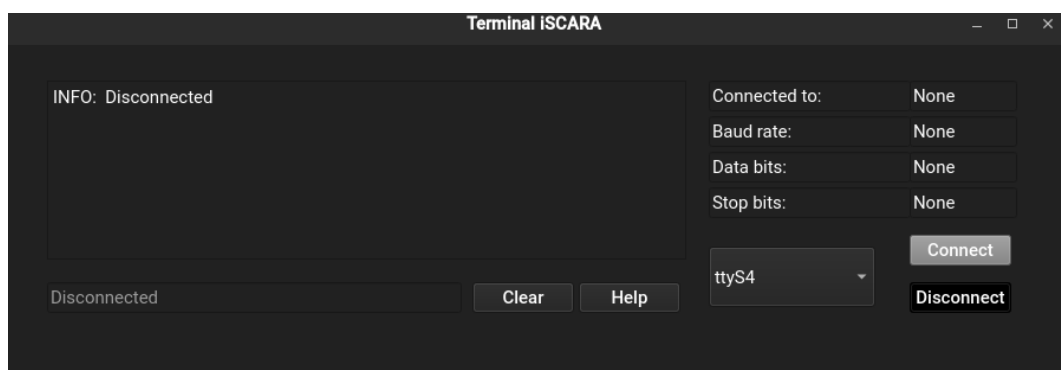 Terminal iSCARA
INFO: Disconnected
Connected to: None
Baud rate: None
Data bits: None
Stop bits: None
Connect
ttyS4
Disconnected
Clear
Help
Disconnect